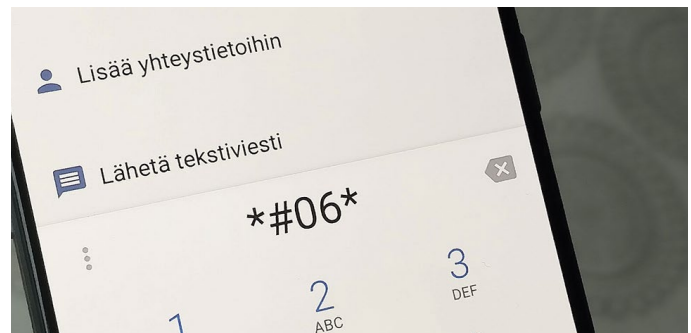 Lisää yhteystietoihin
Lähetä tekstiviesti
*#06*
1
2
3
ABC
DEF